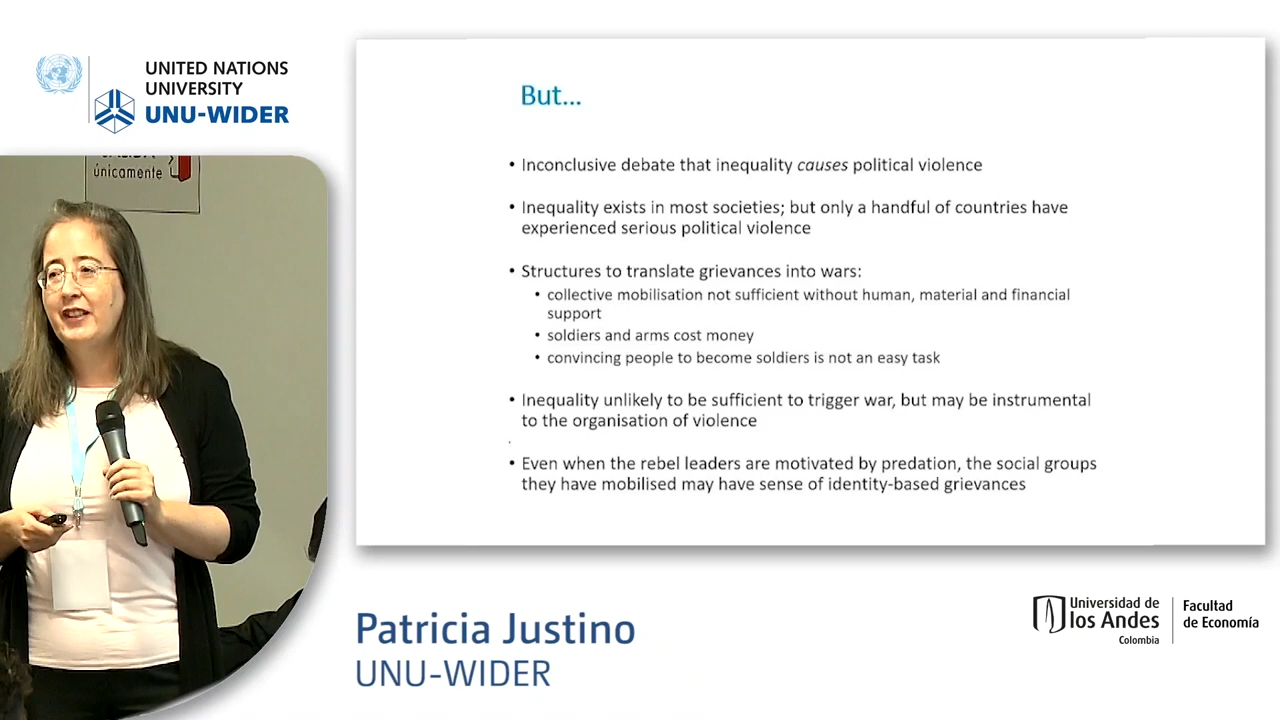 UNITED NATIONS
UNIVERSITY
UNU-WIDER
únicamente
But...
• Inconclusive debate that inequality causes political violence
• Inequality exists in most societies; but only a handful of countries have
experienced serious political violence
• Structures to translate grievances into wars:
• collective mobilisation not sufficient without human, material and financial
support
• soldiers and arms cost money
• convincing people to become soldiers is not an easy task
• Inequality unlikely to be sufficient to trigger war, but may be instrumental
to the organisation of violence
• Even when the rebel leaders are motivated by predation, the social groups
they have mobilised may have sense of identity-based grievances
Patricia Justino
UNU-WIDER
Universidad de
los Andes
Colombia
Facultad
de Economía